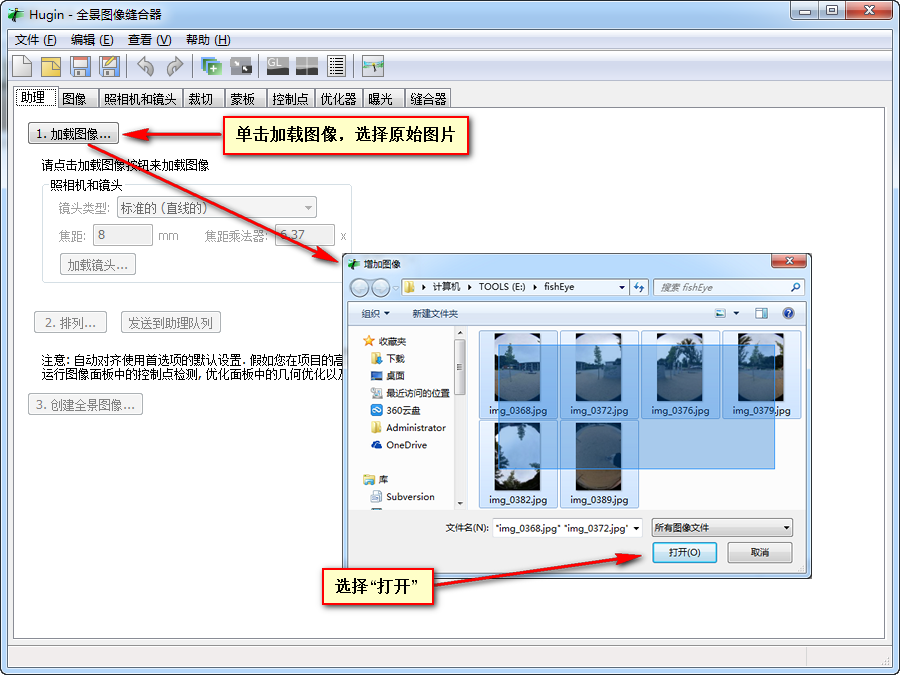 Hugin - 全景图像缝合器
文件 (F) 编辑 (E) 查看 (V) 帮助 (H)
GL
助理 图像 照相机和镜头 裁切 蒙板 控制点 优化器 曝光 缝合器
1. 加载图像...
单击加载图像，选择原始图片
请点击加载图像按钮来加载图像
照相机和镜头
镜头类型: 标准的 (直线的)
焦距: 8 mm 焦距乘法器: 6.37 x
加载镜头...
2. 排列... 发送到助理队列
注意: 自动对齐使用首选项的默认设置. 假如您在项目的高
运行图像面板中的控制点检测, 优化面板中的几何优化以及
3. 创建全景图像...
增加图像
计算机 TOOLS (E:) fishEye
搜索 fishEye
组织 新建文件夹
收藏夹
下载
桌面
最近访问的位置
360云盘
Administrator
OneDrive
库
Subversion
img_0368.jpg img_0372.jpg img_0376.jpg img_0379.jpg
img_0382.jpg img_0389.jpg
文件名(N): "img_0368.jpg" "img_0372.jpg" 所有图像文件
打开(O) 取消
选择“打开”